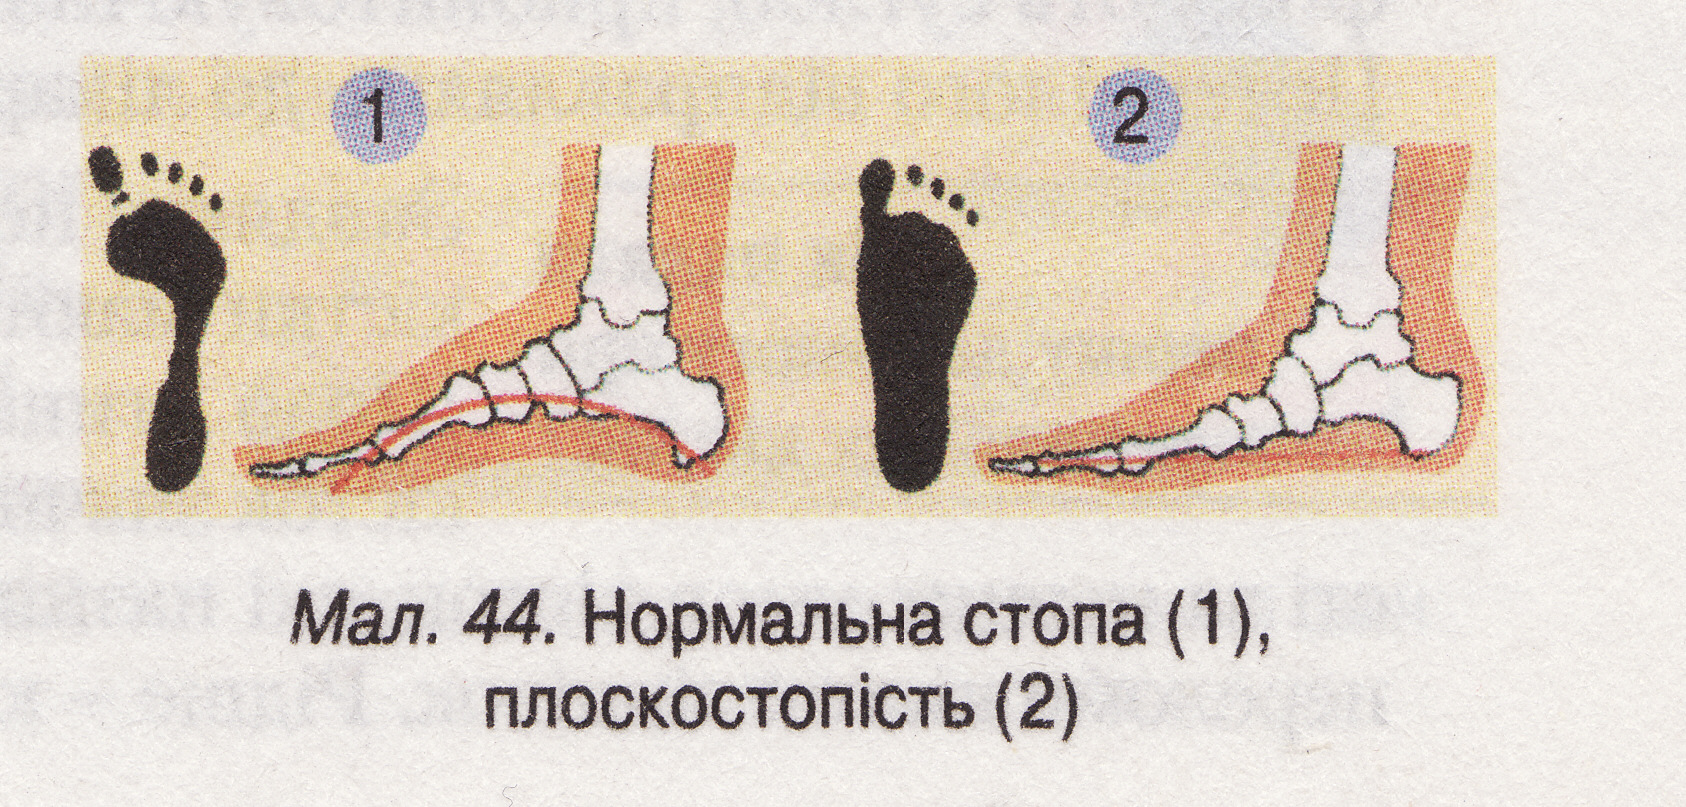 1
2
Мал. 44. Нормальна стопа (1),
плоскостопість (2)